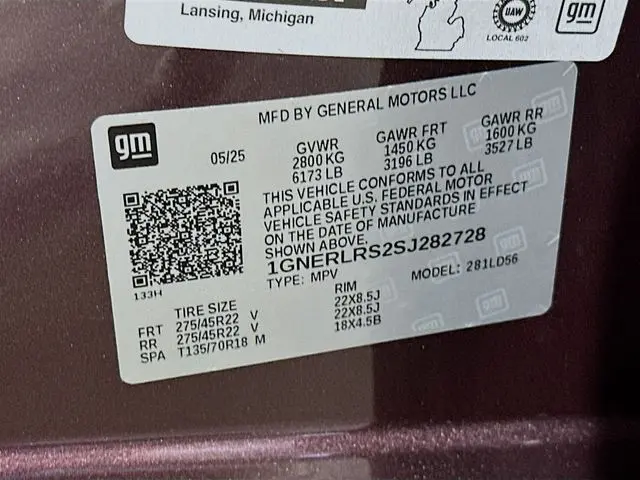 Lansing, Michigan
UAW
LOCAL 602
gm
gm
MFD BY GENERAL MOTORS LLC
05/25
GVWR GAWR FRT GAWR RR
2800 KG 1450 KG 1600 KG
6173 LB 3196 LB 3527 LB
THIS VEHICLE CONFORMS TO ALL
APPLICABLE U.S. FEDERAL MOTOR
VEHICLE SAFETY STANDARDS IN EFFECT
ON THE DATE OF MANUFACTURE
SHOWN ABOVE.
1GNERLRS2SJ282728
TYPE: MPV MODEL: 281LD56
133H
TIRE SIZE RIM
FRT 275/45R22 V 22X8.5J
RR 275/45R22 V 22X8.5J
SPA T135/70R18 M 18X4.5B